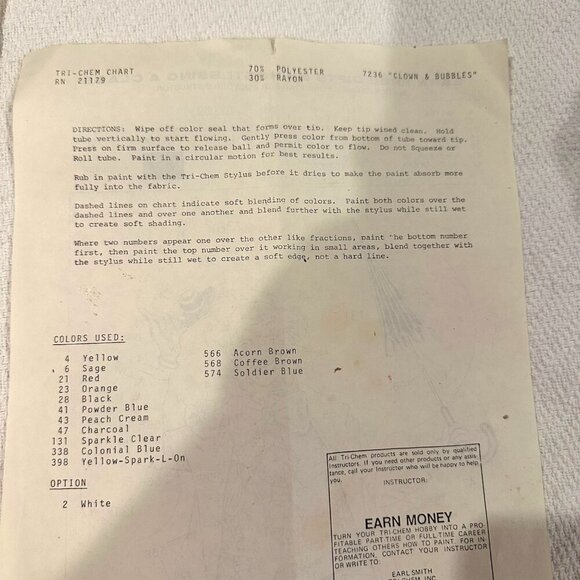 TRI-CHEM CHART 70% POLYESTER 7236 "CLOWN & BUBBLES"
RN 21179 30% RAYON
DIRECTIONS: Wipe off color seal that forms over tip. Keep tip wiped clean. Hold
tube vertically to start flowing. Gently press color from bottom of tube toward tip.
Press on firm surface to release ball and permit color to flow. Do not Squeeze or
Roll tube. Paint in a circular motion for best results.
Rub in paint with the Tri-Chem Stylus before it dries to make the paint absorb more
fully into the fabric.
Dashed lines on chart indicate soft blending of colors. Paint both colors over the
dashed lines and over one another and blend further with the stylus while still wet
to create soft shading.
Where two numbers appear one over the other like fractions, paint he bottom number
first, then paint the top number over it working in small areas, blend together with
the stylus while still wet to create a soft edge, not a hard line.
COLORS USED:
4 Yellow 566 Acorn Brown
6 Sage 568 Coffee Brown
21 Red 574 Soldier Blue
23 Orange
28 Black
41 Powder Blue
43 Peach Cream
47 Charcoal
131 Sparkle Clear
338 Colonial Blue
398 Yellow-Spark-L-On
OPTION
2 White
All Tri-Chem products are sold only by qualified
Instructors. If you need other products or any assis-
tance, call your Instructor who will be happy to help
you.
INSTRUCTOR:
EARN MONEY
TURN YOUR TRI-CHEM HOBBY INTO A PRO-
FITABLE PART-TIME OR FULL-TIME CAREER
TEACHING OTHERS HOW TO PAINT. FOR IN-
FORMATION, CONTACT YOUR INSTRUCTOR
OR WRITE TO:
EARL SMITH
INC.